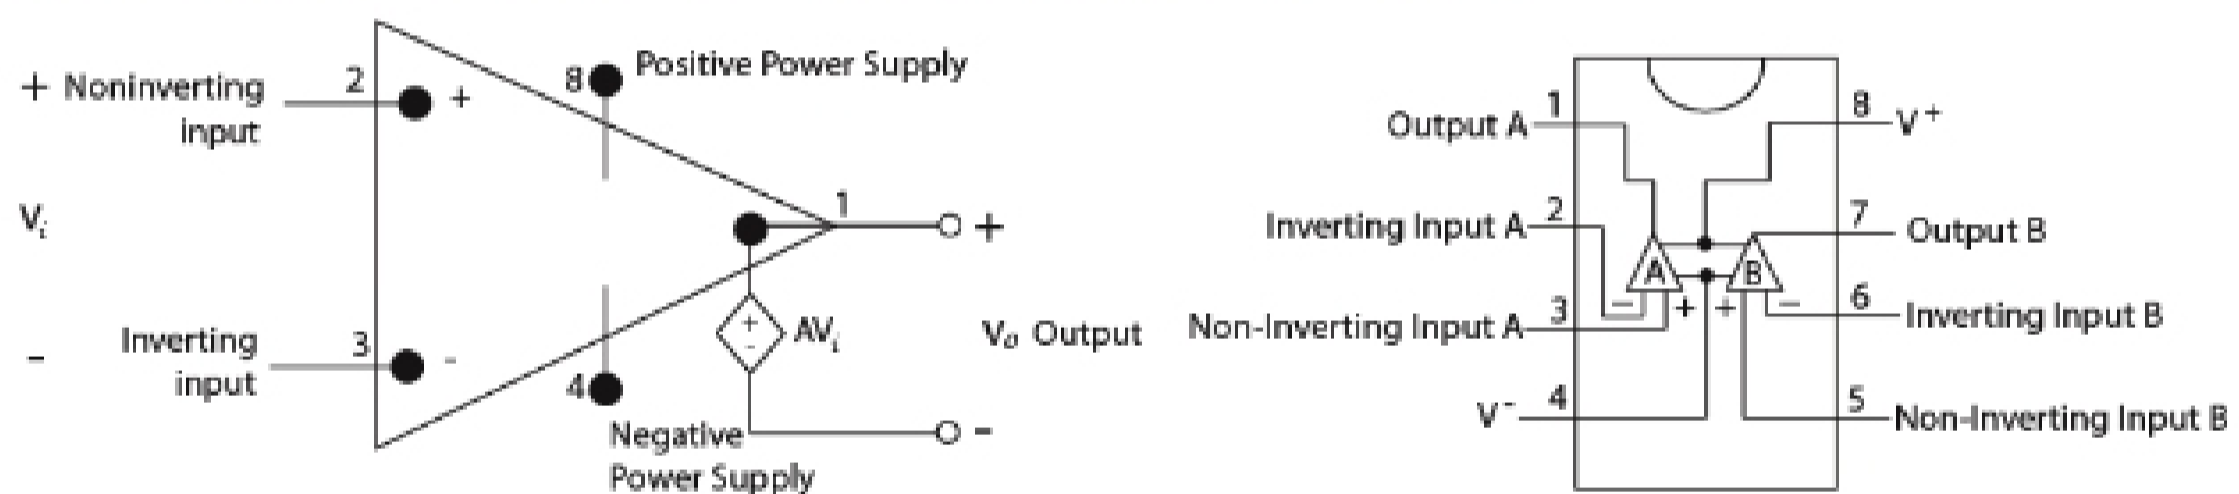 + Noninverting
input
2
+
8
Positive Power Supply
Vi
1
+
- Inverting
input
3
-
+
-
AVi
Vo Output
4
Negative
Power Supply
-
Output A
1
8
V+
Inverting Input A
2
7
Output B
A
B
Non-Inverting Input A
3
-
+
+
-
6
Inverting Input B
V-
4
5
Non-Inverting Input B